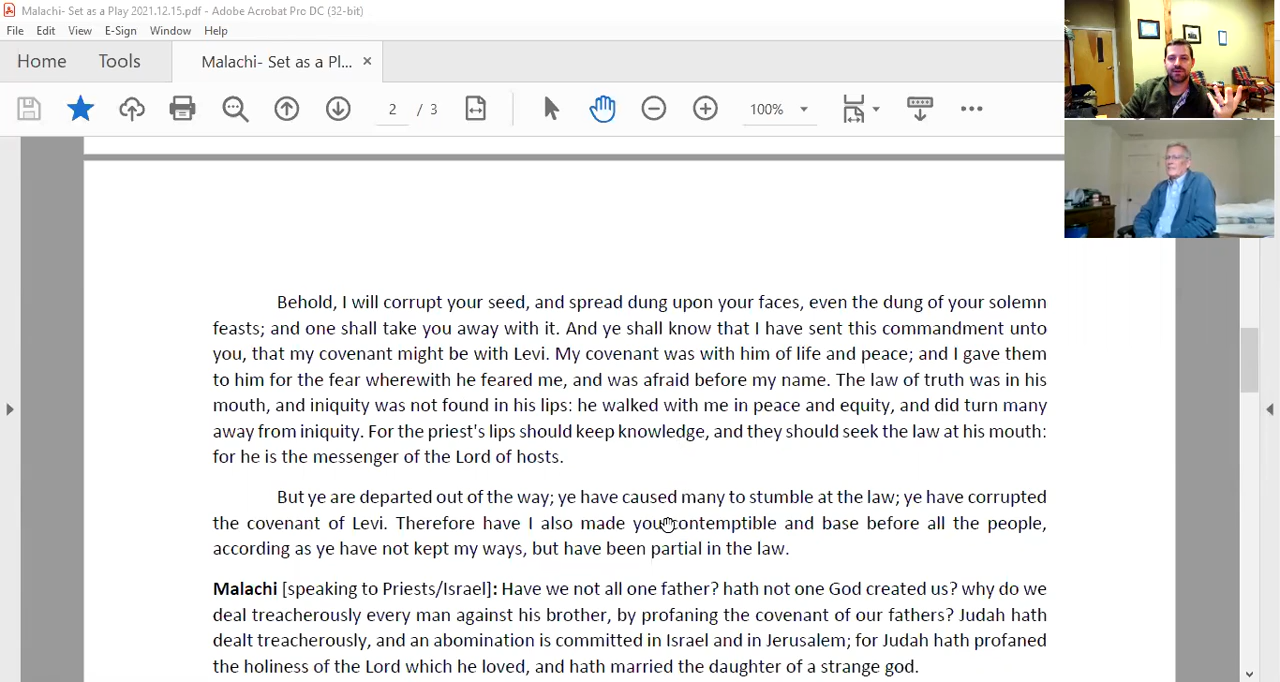 Malachi- Set as a Play 2021.12.15.pdf - Adobe Acrobat Pro DC (32-bit)
File Edit View E-Sign Window Help
Home Tools Malachi- Set as a Pl... ×
2 / 3 100%
Behold, I will corrupt your seed, and spread dung upon your faces, even the dung of your solemn
feasts; and one shall take you away with it. And ye shall know that I have sent this commandment unto
you, that my covenant might be with Levi. My covenant was with him of life and peace; and I gave them
to him for the fear wherewith he feared me, and was afraid before my name. The law of truth was in his
mouth, and iniquity was not found in his lips: he walked with me in peace and equity, and did turn many
away from iniquity. For the priest's lips should keep knowledge, and they should seek the law at his mouth:
for he is the messenger of the Lord of hosts.
But ye are departed out of the way; ye have caused many to stumble at the law; ye have corrupted
the covenant of Levi. Therefore have I also made you contemptible and base before all the people,
according as ye have not kept my ways, but have been partial in the law.
Malachi [speaking to Priests/Israel]: Have we not all one father? hath not one God created us? why do we
deal treacherously every man against his brother, by profaning the covenant of our fathers? Judah hath
dealt treacherously, and an abomination is committed in Israel and in Jerusalem; for Judah hath profaned
the holiness of the Lord which he loved, and hath married the daughter of a strange god.